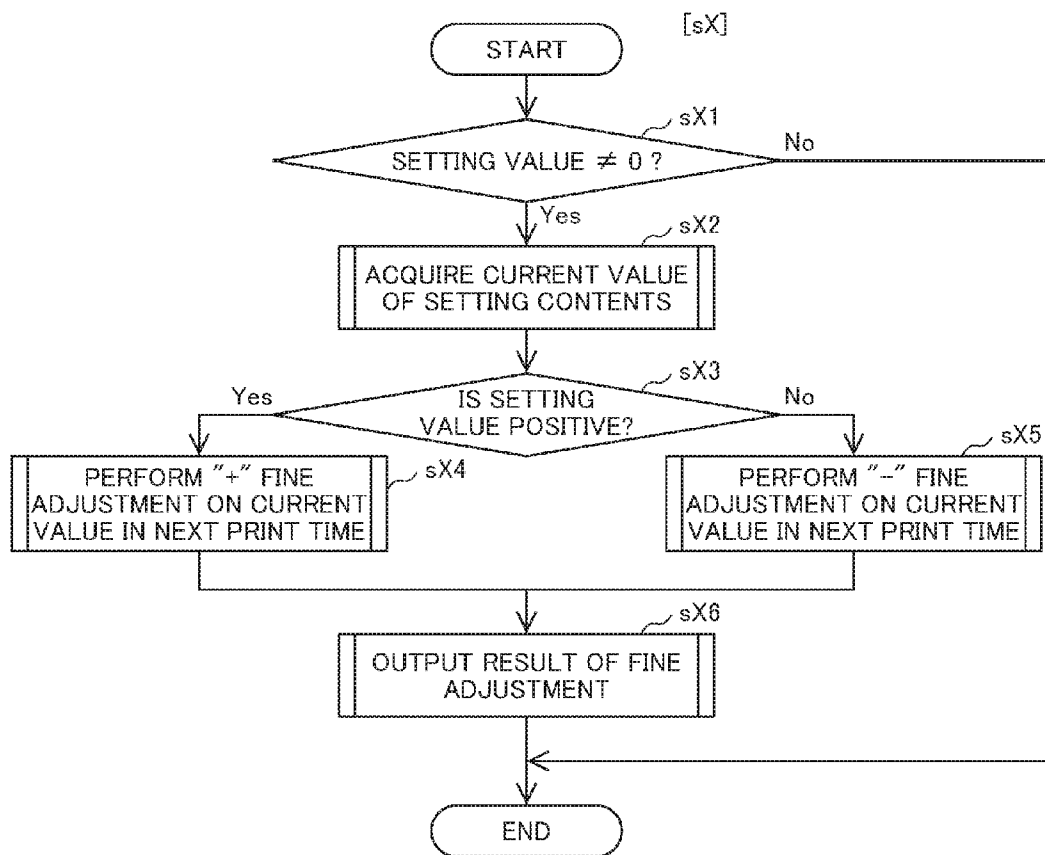 [sX]
START
sX1
SETTING VALUE ≠ 0 ?
No
Yes
sX2
ACQUIRE CURRENT VALUE
OF SETTING CONTENTS
sX3
Yes
IS SETTING
VALUE POSITIVE?
No
sX4
PERFORM "+" FINE
ADJUSTMENT ON CURRENT
VALUE IN NEXT PRINT TIME
sX5
PERFORM "-" FINE
ADJUSTMENT ON CURRENT
VALUE IN NEXT PRINT TIME
sX6
OUTPUT RESULT OF FINE
ADJUSTMENT
END